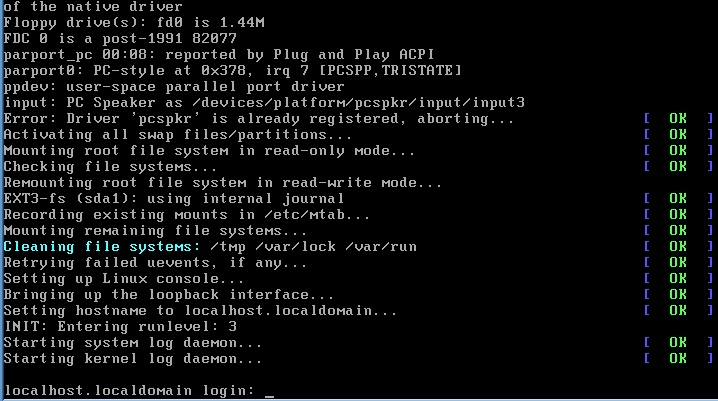 of the native driver
Floppy drive(s): fd0 is 1.44M
FDC 0 is a post-1991 82077
parport_pc 00:08: reported by Plug and Play ACPI
parport0: PC-style at 0x378, irq 7 [PCSPP,TRISTATE]
ppdev: user-space parallel port driver
input: PC Speaker as /devices/platform/pcspkr/input/input3
Error: Driver 'pcspkr' is already registered, aborting... [ OK ]
Activating all swap files/partitions... [ OK ]
Mounting root file system in read-only mode... [ OK ]
Checking file systems... [ OK ]
Remounting root file system in read-write mode...
EXT3-fs (sda1): using internal journal [ OK ]
Recording existing mounts in /etc/mtab... [ OK ]
Mounting remaining file systems... [ OK ]
Cleaning file systems: /tmp /var/lock /var/run [ OK ]
Retrying failed uevents, if any... [ OK ]
Setting up Linux console... [ OK ]
Bringing up the loopback interface... [ OK ]
Setting hostname to localhost.localdomain... [ OK ]
INIT: Entering runlevel: 3
Starting system log daemon... [ OK ]
Starting kernel log daemon... [ OK ]
localhost.localdomain login: _